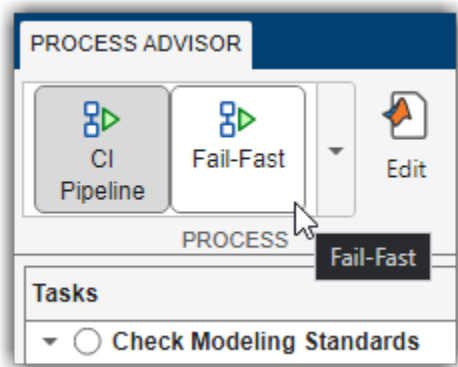 PROCESS ADVISOR
CI
Pipeline
Fail-Fast
Edit
PROCESS
Fail-Fast
Tasks
Check Modeling Standards